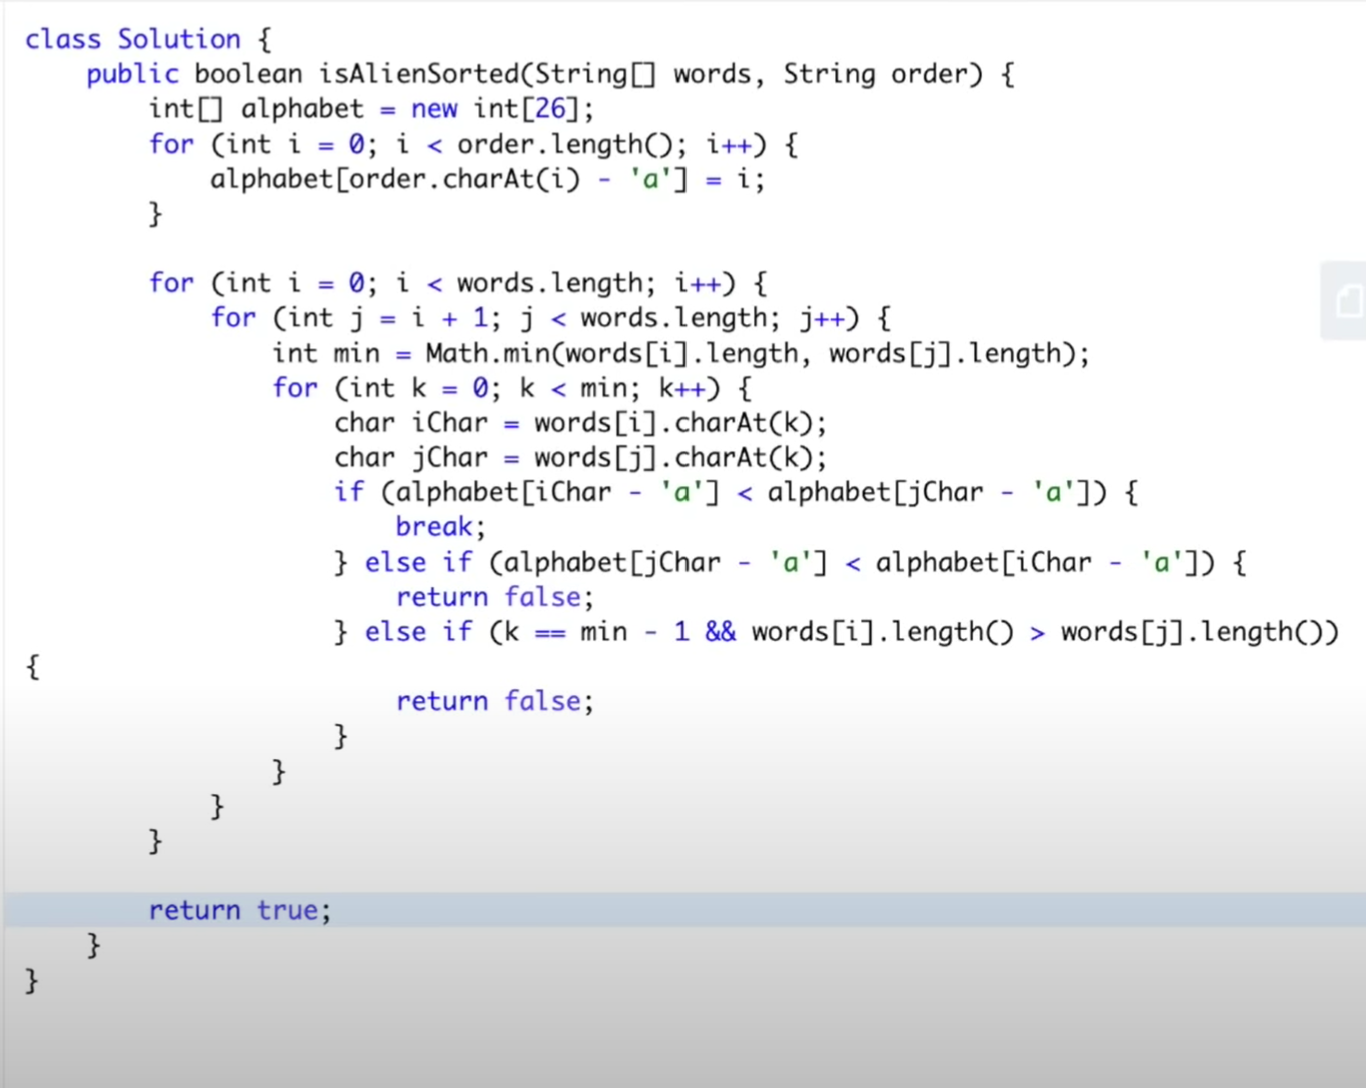 class Solution {
    public boolean isAlienSorted(String[] words, String order) {
        int[] alphabet = new int[26];
        for (int i = 0; i < order.length(); i++) {
            alphabet[order.charAt(i) - 'a'] = i;
        }

        for (int i = 0; i < words.length; i++) {
            for (int j = i + 1; j < words.length; j++) {
                int min = Math.min(words[i].length, words[j].length);
                for (int k = 0; k < min; k++) {
                    char iChar = words[i].charAt(k);
                    char jChar = words[j].charAt(k);
                    if (alphabet[iChar - 'a'] < alphabet[jChar - 'a']) {
                        break;
                    } else if (alphabet[jChar - 'a'] < alphabet[iChar - 'a']) {
                        return false;
                    } else if (k == min - 1 && words[i].length() > words[j].length())
{
                        return false;
                    }
                }
            }
        }

        return true;
    }
}